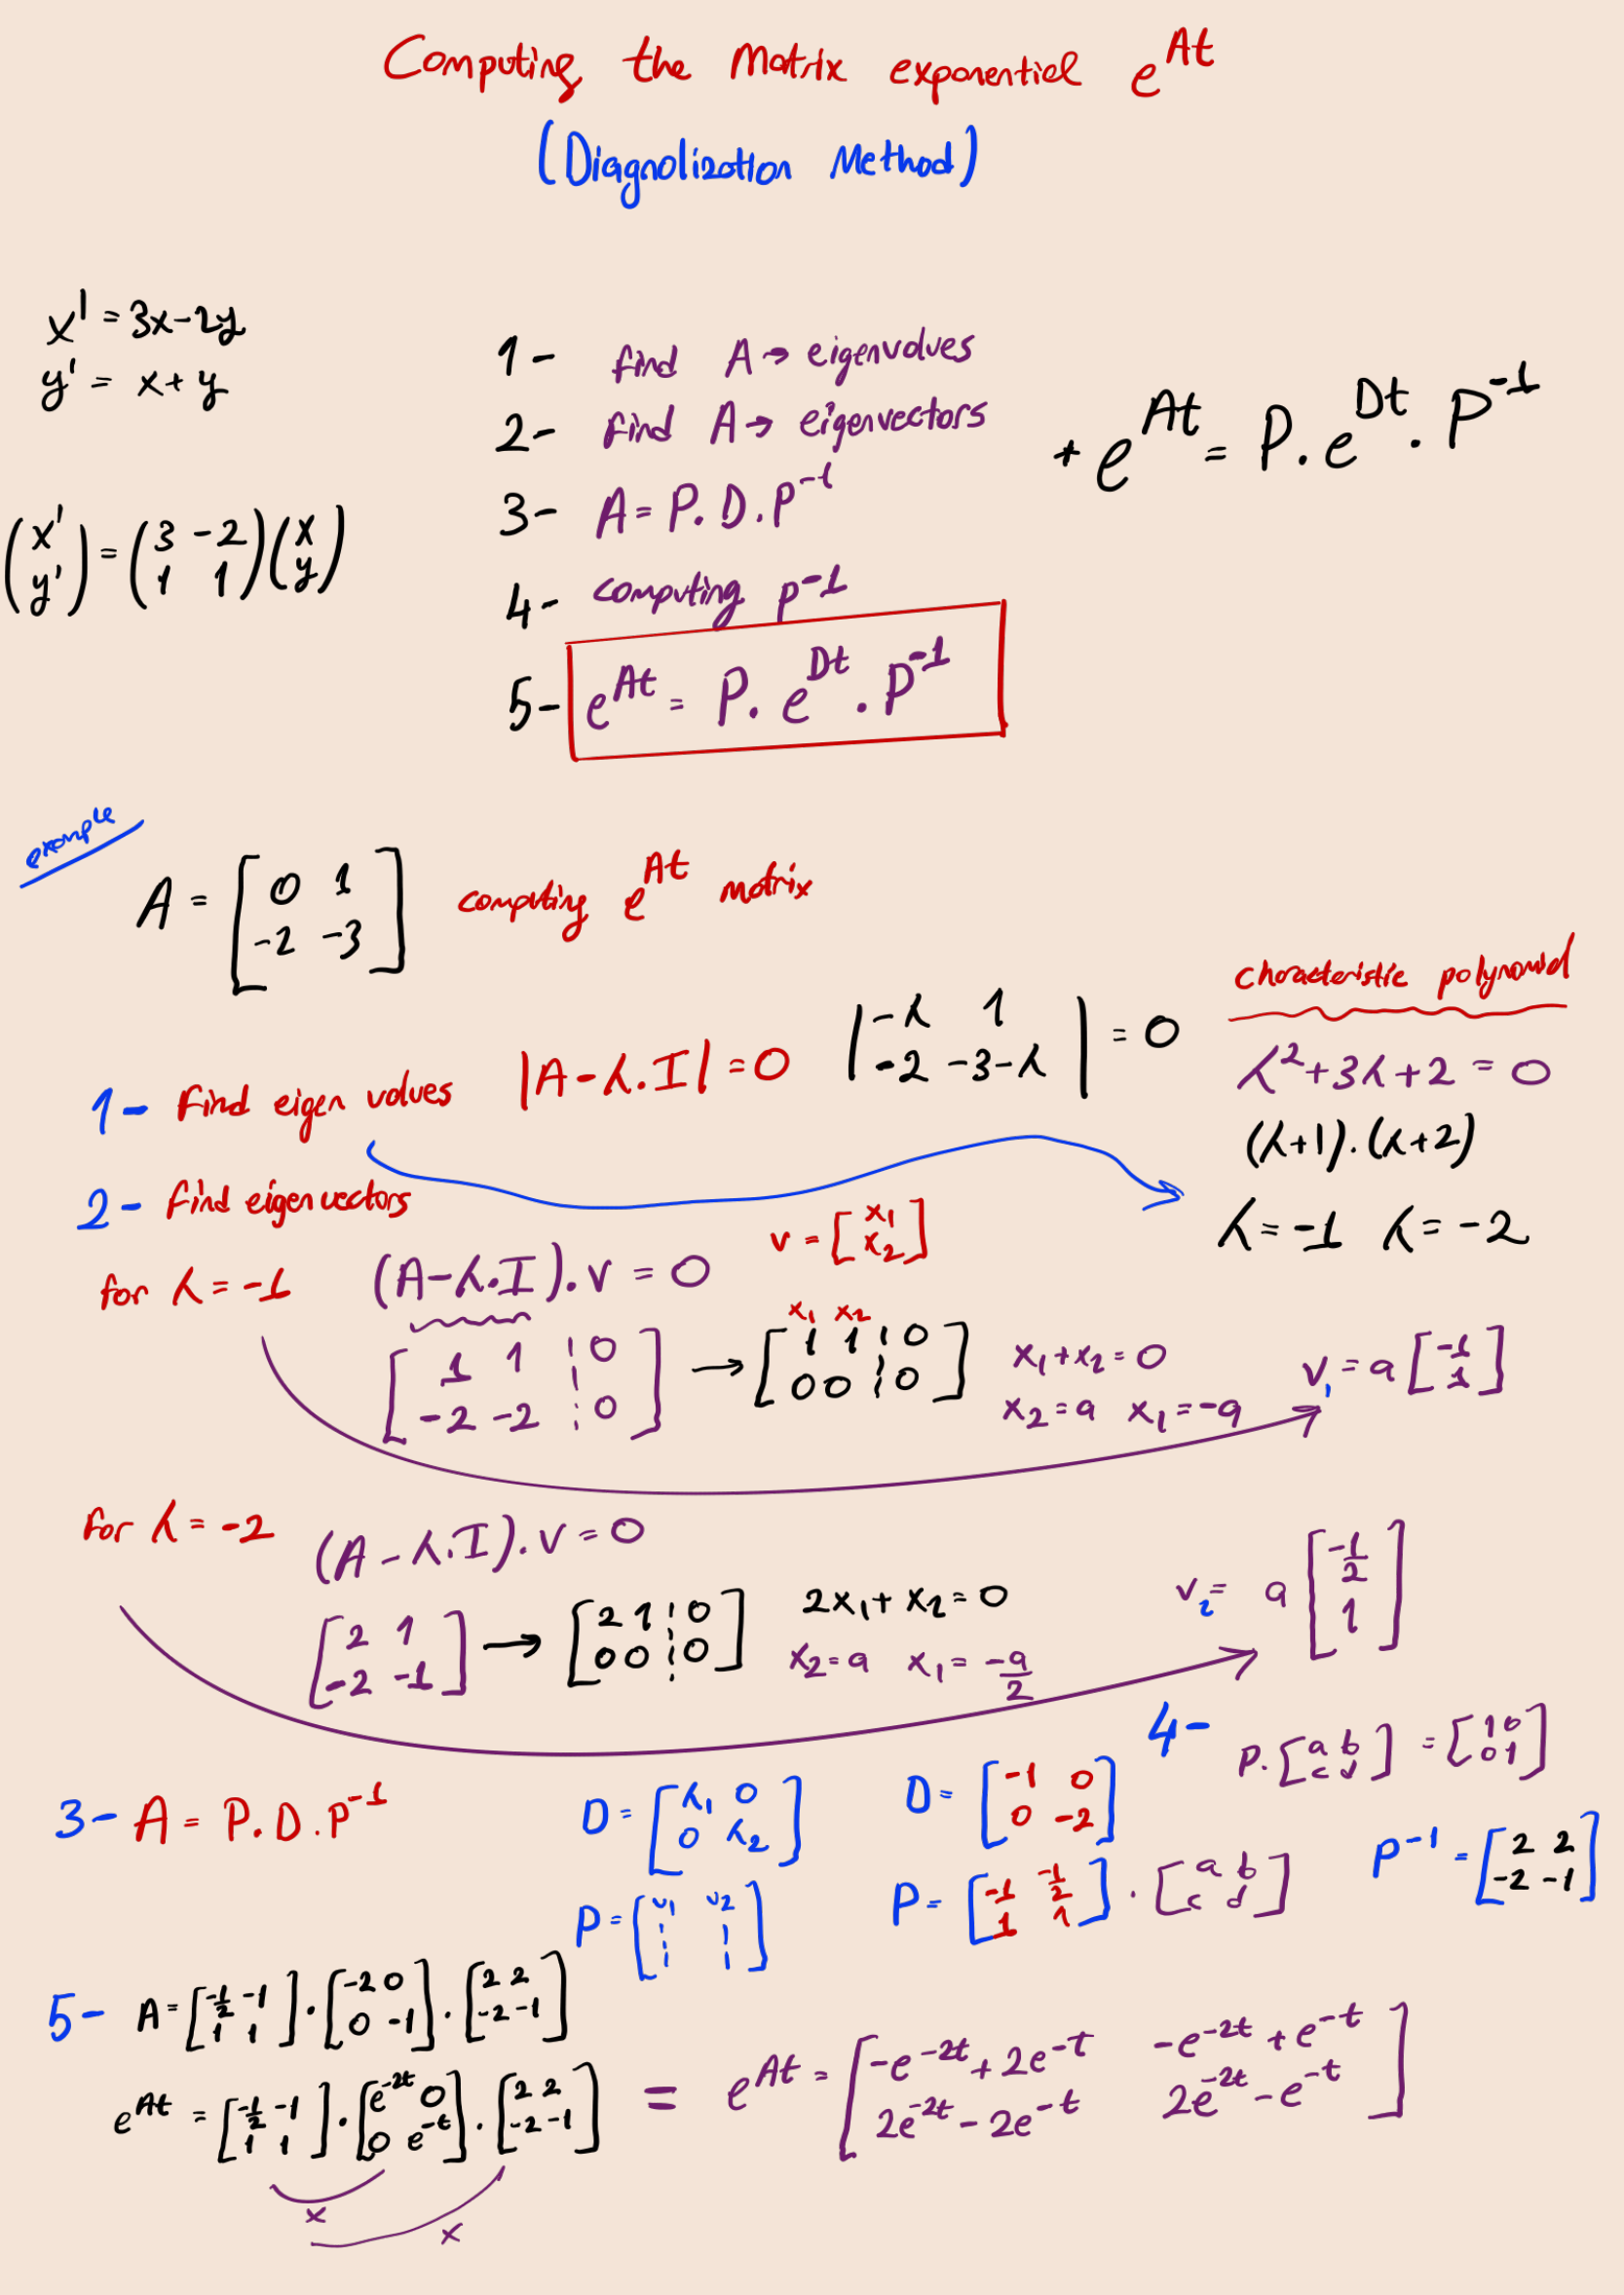 Computing the Matrix exponentiel e^At
(Diagnolization Method)
x' = 3x-2y
y' = x+y
(x' y') = (3 -2 1 1)(x y)
1- find A → eigenvalues
2- find A → eigenvectors
3- A = P. D. P^-1
4- computing P^-1
5- e^At = P. e^Dt. P^-1
+ e^At = P. e^Dt. P^-1
example
A = [0 1 -2 -3] computing e^At matrix
1- find eigen values |A-λ.I| = 0 |-λ 1 -2 -3-λ| = 0
characteristic polynomial
λ^2+3λ+2 = 0
(λ+1).(λ+2)
λ = -1 λ = -2
2- find eigenvectors
for λ = -1 (A-λ.I). v = 0 v = [x1 x2]
[1 1 | 0 -2 -2 | 0] → x1 x2 [1 1 | 0 0 0 | 0]
x1+x2 = 0
x2 = a x1 = -a
v1 = a [-1 1]
for λ = -2 (A - λ.I). v = 0
[2 1 -2 -1] → [2 1 | 0 0 0 | 0]
2x1+x2 = 0
x2 = a x1 = -a/2
v2 = a [-1/2 1]
3- A = P. D. P^-1
D = [λ1 0 0 λ2] D = [-1 0 0 -2]
P = [v1 v2] P = [-1 -1/2 1 1] . [a b c d]
4- P. [a b c d] = [1 0 0 1]
P^-1 = [2 2 -2 -1]
5- A = [-1/2 -1 1 1] . [-2 0 0 -1] . [2 2 -2 -1]
e^At = [-1/2 -1 1 1] . [e^-2t 0 0 e^-t] . [2 2 -2 -1] = e^At = [-e^-2t + 2e^-t -e^-2t + e^-t 2e^-2t - 2e^-t 2e^-2t - e^-t]
x
x